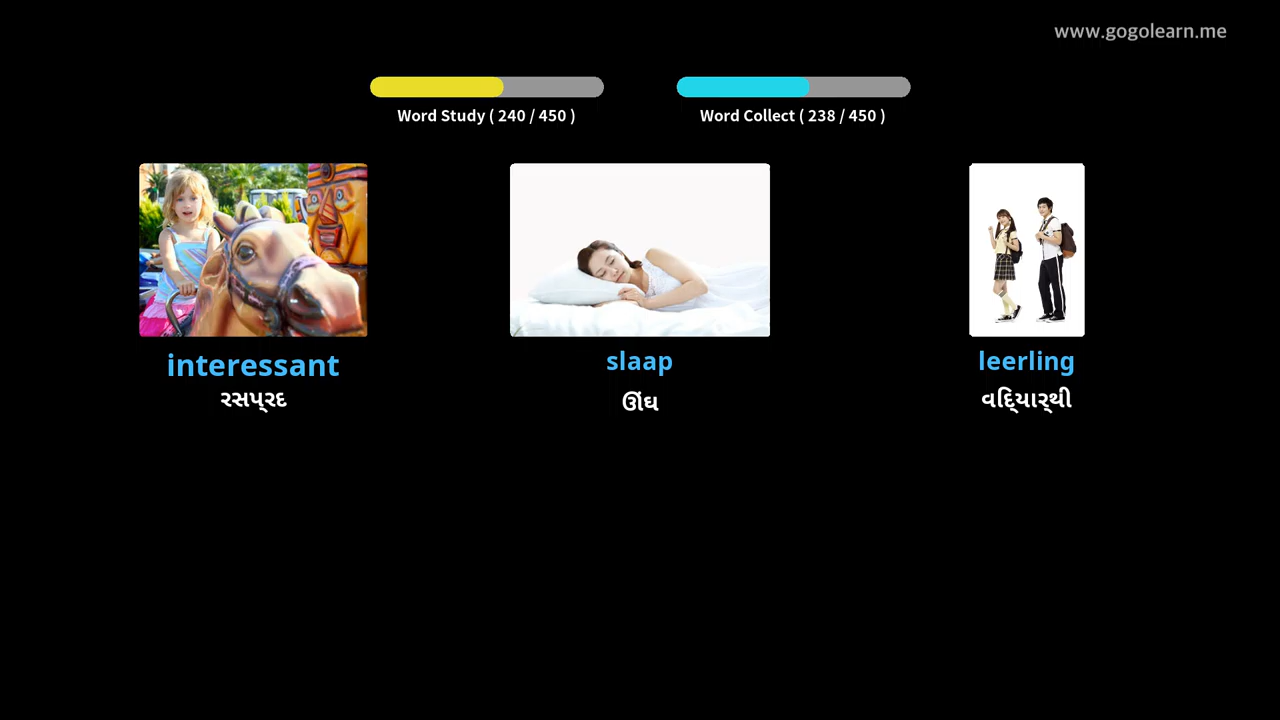 www.gogolearn.me
Word Study ( 240 / 450 )
Word Collect ( 238 / 450 )
interessant
slaap
leerling
રસપ્રદ
ઊંઘ
વિદ્યાર્થી